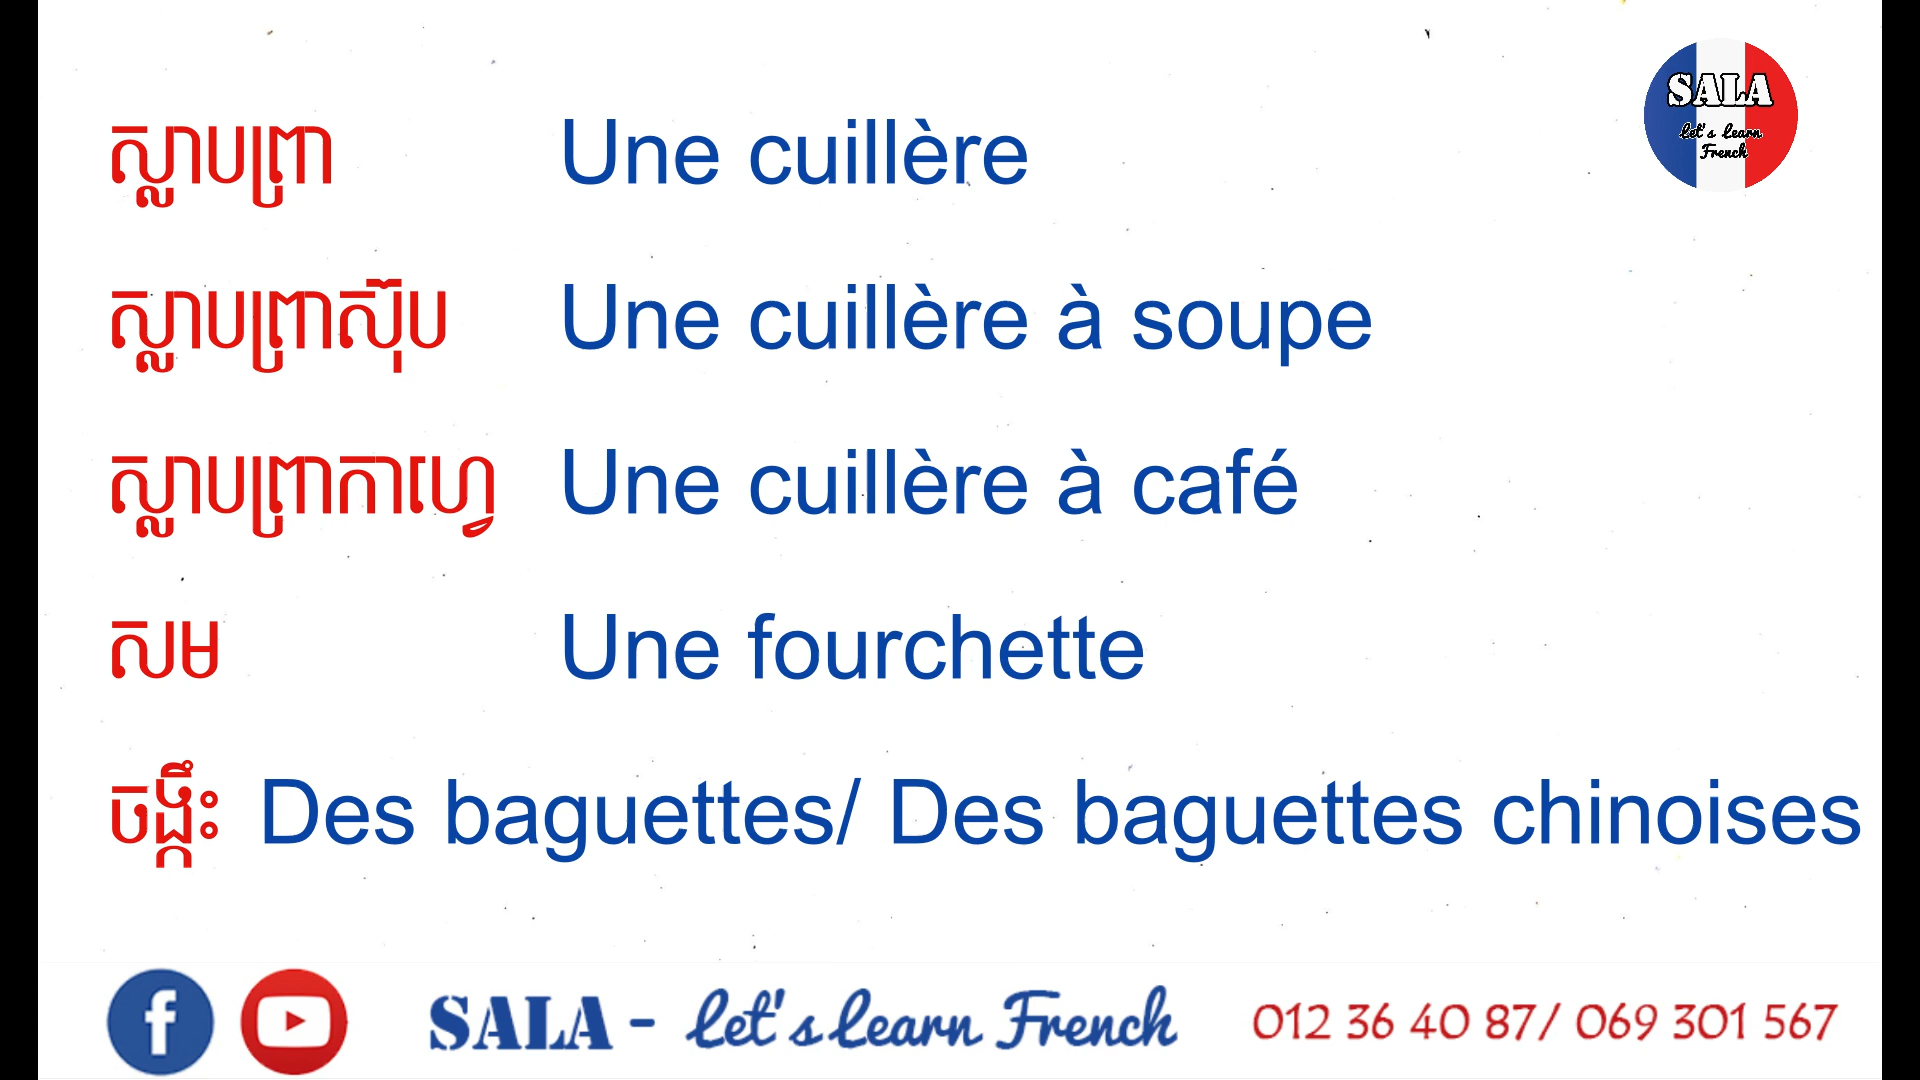 SALA
Let's Learn
French
ស្លាបព្រា Une cuillère
ស្លាបព្រាស៊ុប Une cuillère à soupe
ស្លាបព្រាកាហ្វេ Une cuillère à café
សម Une fourchette
ចង្កឹះ Des baguettes/ Des baguettes chinoises
SALA - Let's Learn French 012 36 40 87/ 069 301 567